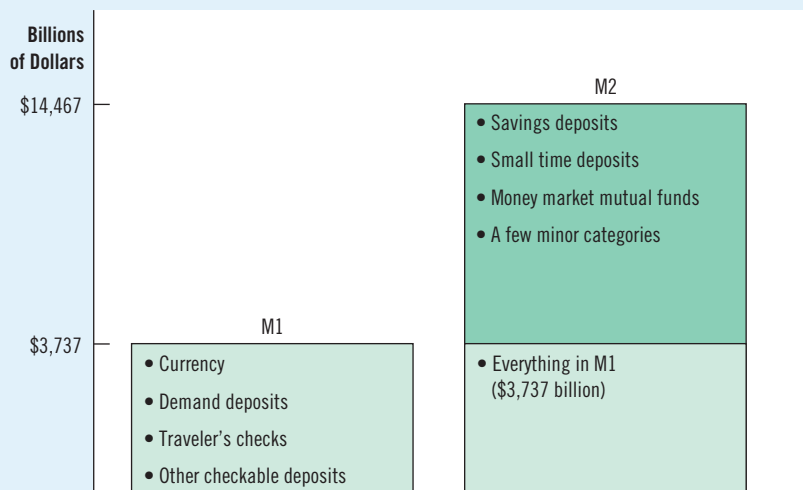 Billions
of Dollars
$14,467
M2
• Savings deposits
• Small time deposits
• Money market mutual funds
• A few minor categories
$3,737
M1
• Currency
• Demand deposits
• Traveler’s checks
• Other checkable deposits
• Everything in M1
($3,737 billion)